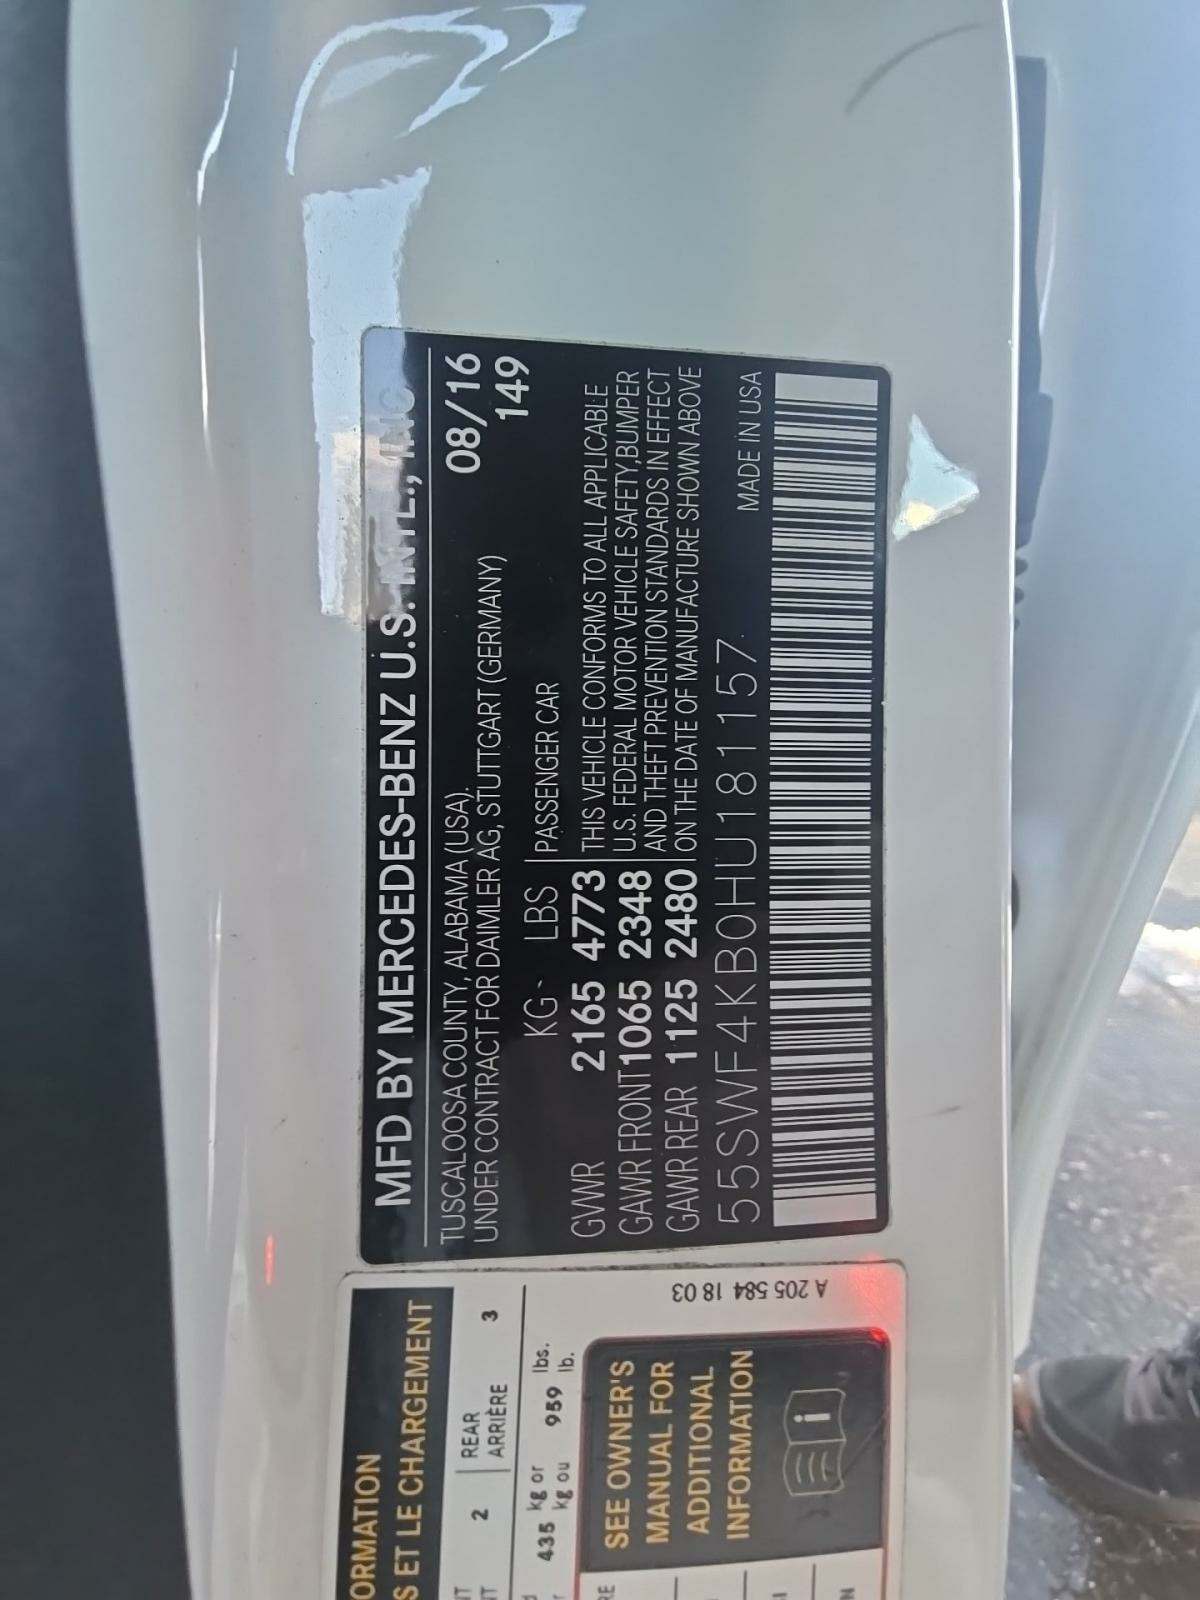 MFD BY MERCEDES-BENZ U.S. INTL., INC
TUSCALOOSA COUNTY, ALABAMA (USA).
08/16
UNDER CONTRACT FOR DAIMLER AG, STUTTGART (GERMANY)
149
KG LBS
PASSENGER CAR
GVWR 2165 4773
GAWR FRONT 1065 2348
GAWR REAR 1125 2480
THIS VEHICLE CONFORMS TO ALL APPLICABLE
U.S. FEDERAL MOTOR VEHICLE SAFETY,BUMPER
AND THEFT PREVENTION STANDARDS IN EFFECT
ON THE DATE OF MANUFACTURE SHOWN ABOVE
55SWF4KB0HU181157
MADE IN USA
ORMATION
S ET LE CHARGEMENT
2
REAR
ARRIÈRE
3
435 kg or 959 lbs.
kg ou lb.
SEE OWNER'S
MANUAL FOR
ADDITIONAL
INFORMATION
A 205 584 18 03